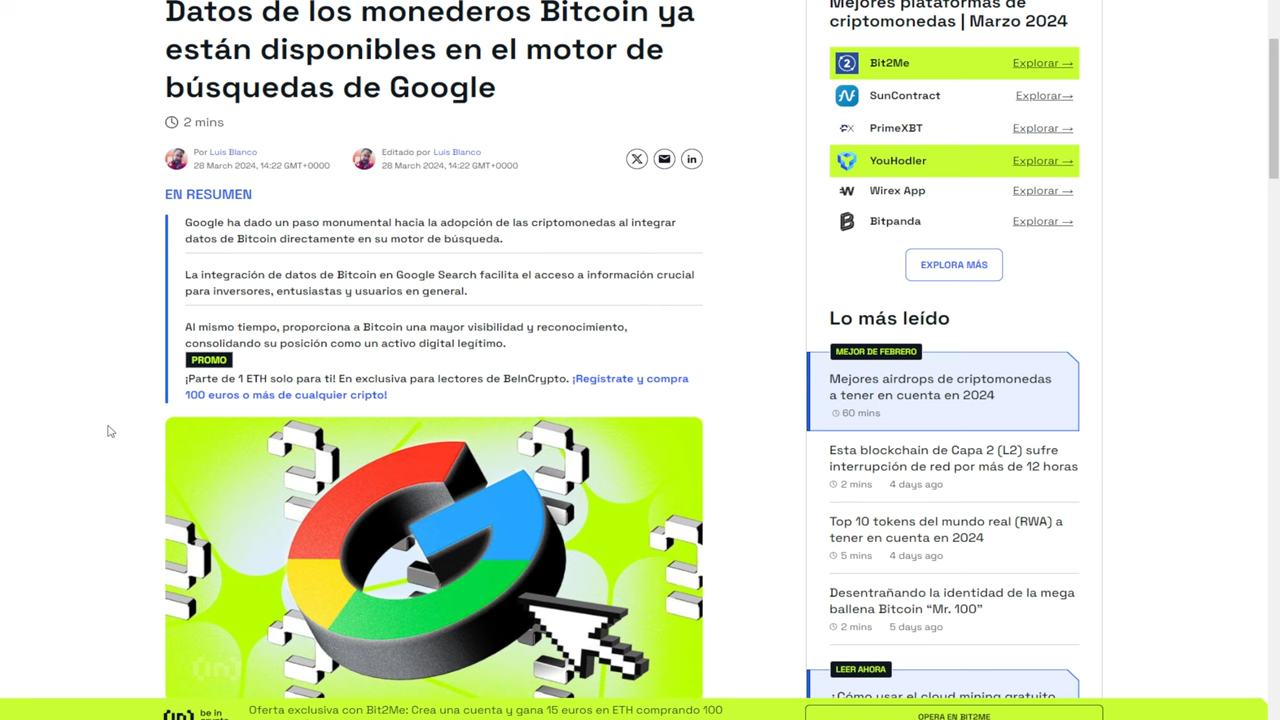 Datos de los monederos Bitcoin ya
están disponibles en el motor de
búsquedas de Google
2 mins
Por Luis Blanco
28 March 2024, 14:22 GMT+0000
Editado por Luis Blanco
28 March 2024, 14:22 GMT+0000
EN RESUMEN
Google ha dado un paso monumental hacia la adopción de las criptomonedas al integrar
datos de Bitcoin directamente en su motor de búsqueda.
La integración de datos de Bitcoin en Google Search facilita el acceso a información crucial
para inversores, entusiastas y usuarios en general.
Al mismo tiempo, proporciona a Bitcoin una mayor visibilidad y reconocimiento,
consolidando su posición como un activo digital legítimo.
PROMO
¡Parte de 1 ETH solo para ti! En exclusiva para lectores de BeInCrypto. ¡Regístrate y compra
100 euros o más de cualquier cripto!
Mejores plataformas de
criptomonedas | Marzo 2024
Bit2Me Explorar →
SunContract Explorar→
PrimeXBT Explorar →
YouHodler Explorar →
Wirex App Explorar →
Bitpanda Explorar →
EXPLORA MÁS
Lo más leído
MEJOR DE FEBRERO
Mejores airdrops de criptomonedas
a tener en cuenta en 2024
60 mins
Esta blockchain de Capa 2 (L2) sufre
interrupción de red por más de 12 horas
2 mins 4 days ago
Top 10 tokens del mundo real (RWA) a
tener en cuenta en 2024
5 mins 4 days ago
Desentrañando la identidad de la mega
ballena Bitcoin “Mr. 100”
2 mins 5 days ago
LEER AHORA
¿Cómo usar el cloud mining gratuito
be in
Oferta exclusiva con Bit2Me: Crea una cuenta y gana 15 euros en ETH comprando 100
OPERA EN BIT2ME